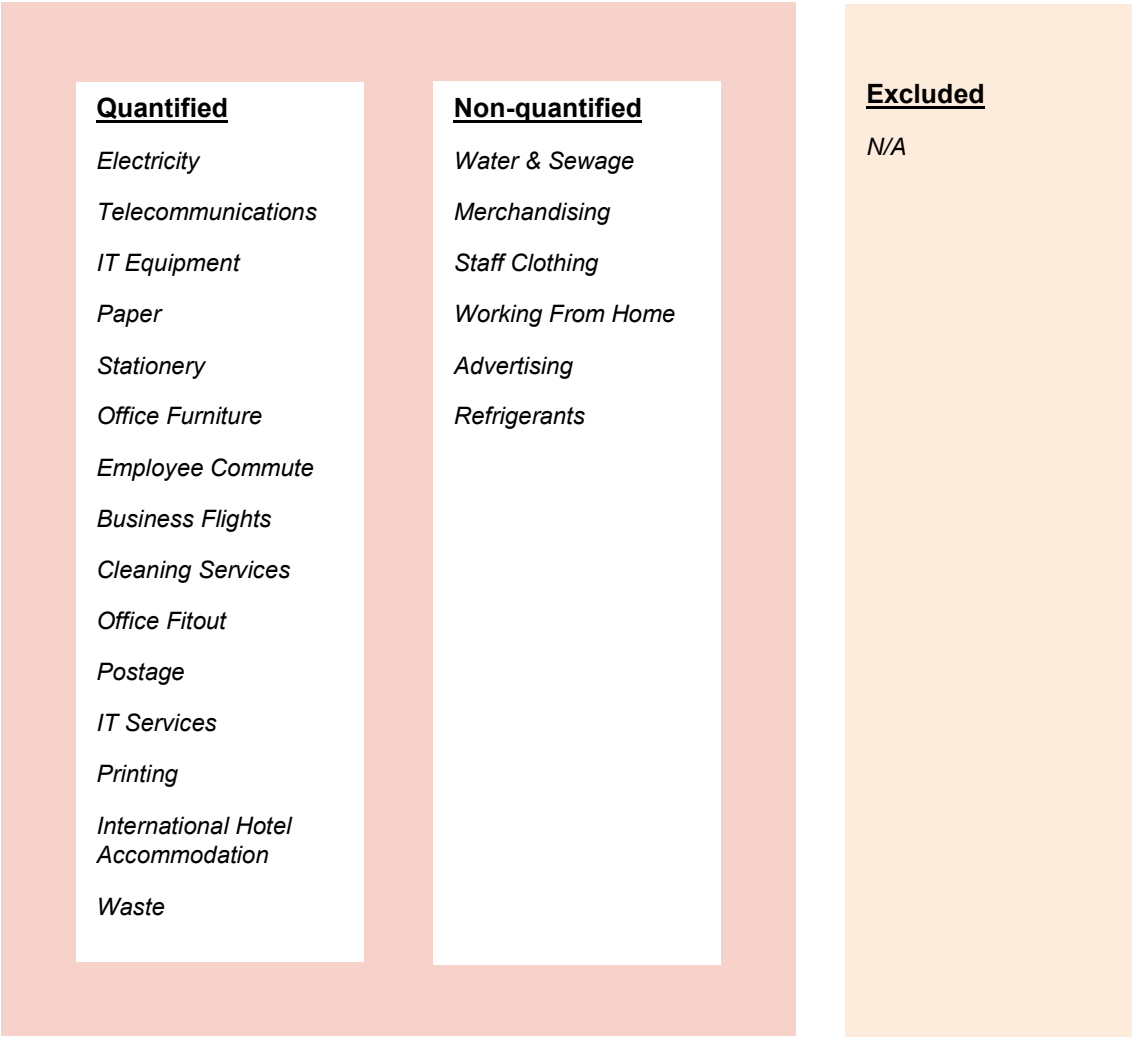 Quantified
Electricity
Telecommunications
IT Equipment
Paper
Stationery
Office Furniture
Employee Commute
Business Flights
Cleaning Services
Office Fitout
Postage
IT Services
Printing
International Hotel
Accommodation
Waste
Non-quantified
Water & Sewage
Merchandising
Staff Clothing
Working From Home
Advertising
Refrigerants
Excluded
N/A